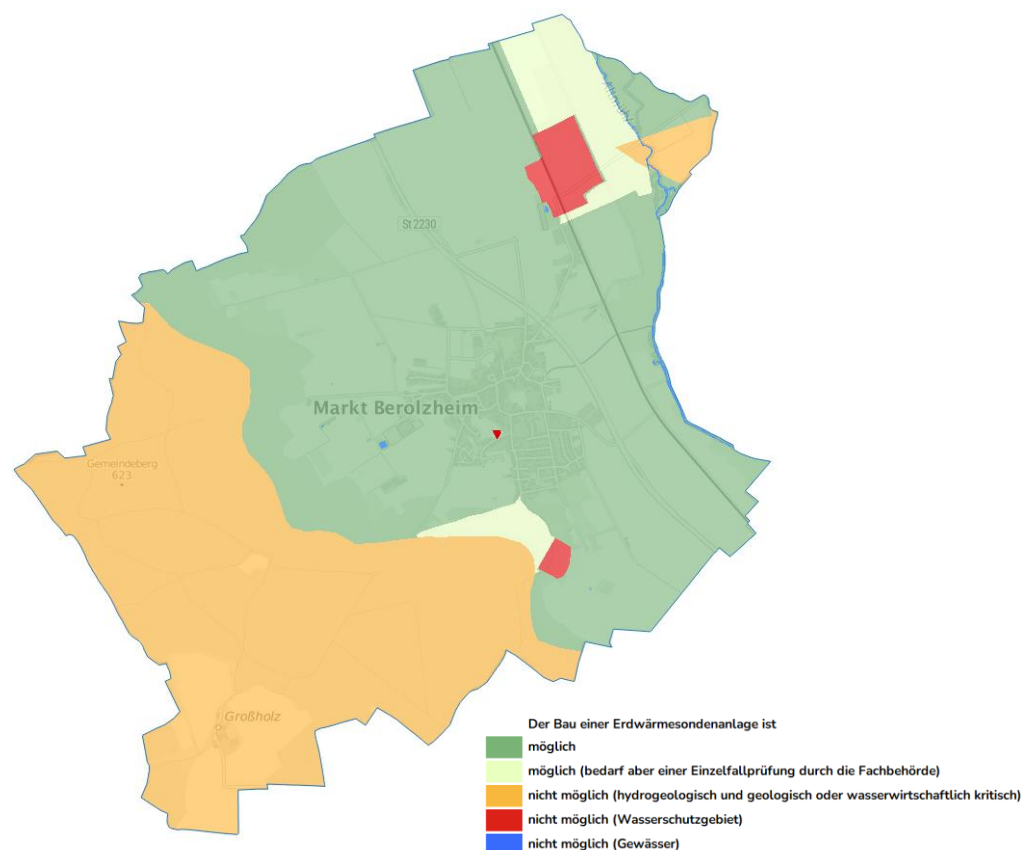 St 2230
Markt Berolzheim
Gemeindeberg
623
Großholz
Der Bau einer Erdwärmesondenanlage ist
möglich
möglich (bedarf aber einer Einzelfallprüfung durch die Fachbehörde)
nicht möglich (hydrogeologisch und geologisch oder wasserwirtschaftlich kritisch)
nicht möglich (Wasserschutzgebiet)
nicht möglich (Gewässer)